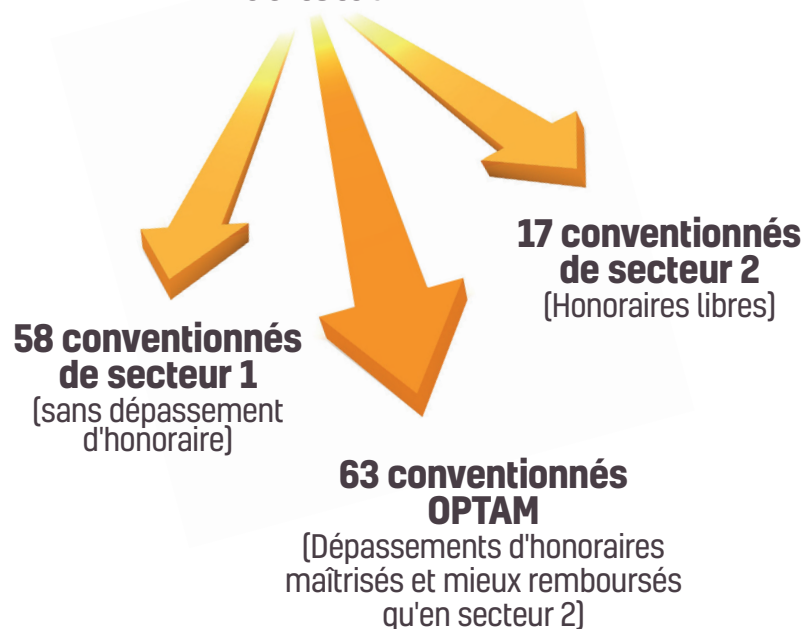 17 conventionnés
de secteur 2
(Honoraires libres)
58 conventionnés
de secteur 1
(sans dépassement
d'honoraire)
63 conventionnés
OPTAM
(Dépassements d'honoraires
maîtrisés et mieux remboursés
qu'en secteur 2)